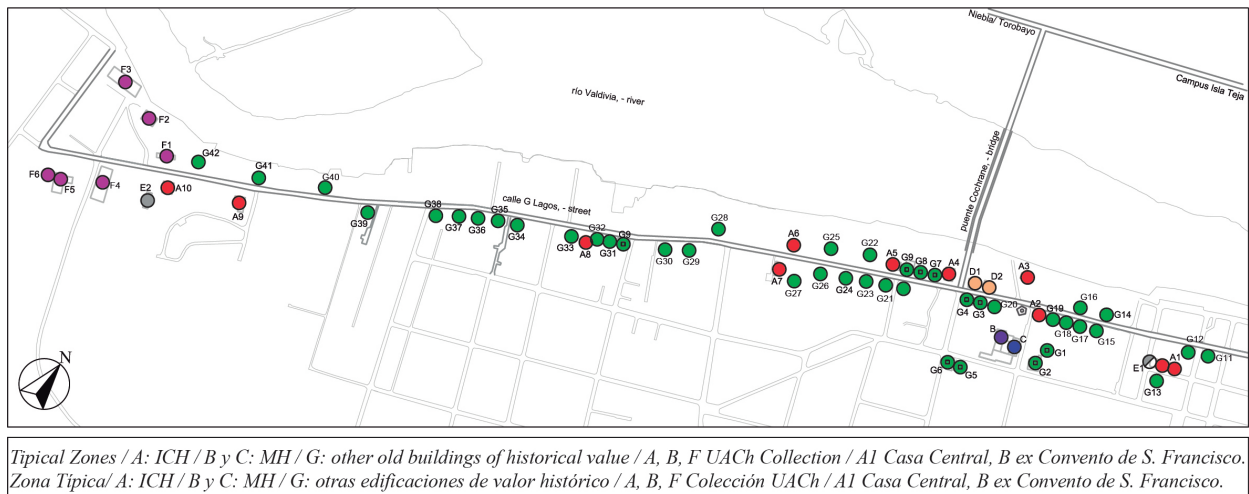 Niebla/ Torobayo
Campus Isla Teja
río Valdivia, - river
puente Cochrane, - bridge
calle G Lagos, - street
F3
F2
F1
G42
G41
G40
F6
F5
F4
E2
A10
A9
G39
G38
G37
G36
G35
G34
G33
A8
G32
G31
G9
G30
G29
G28
A6
A7
G27
G25
G26
G24
G22
G23
G21
A5
G9
G8
G7
A4
D1
D2
A3
G4
G3
G20
A2
G19
G18
G16
G17
G14
G15
B
C
G1
G2
G6
G5
E1
A1
G13
G12
G11
N
Tipical Zones / A: ICH / B y C: MH / G: other old buildings of historical value / A, B, F UACh Collection / A1 Casa Central, B ex Convento de S. Francisco.
Zona Típica/ A: ICH / B y C: MH / G: otras edificaciones de valor histórico / A, B, F Colección UACh / A1 Casa Central, B ex Convento de S. Francisco.